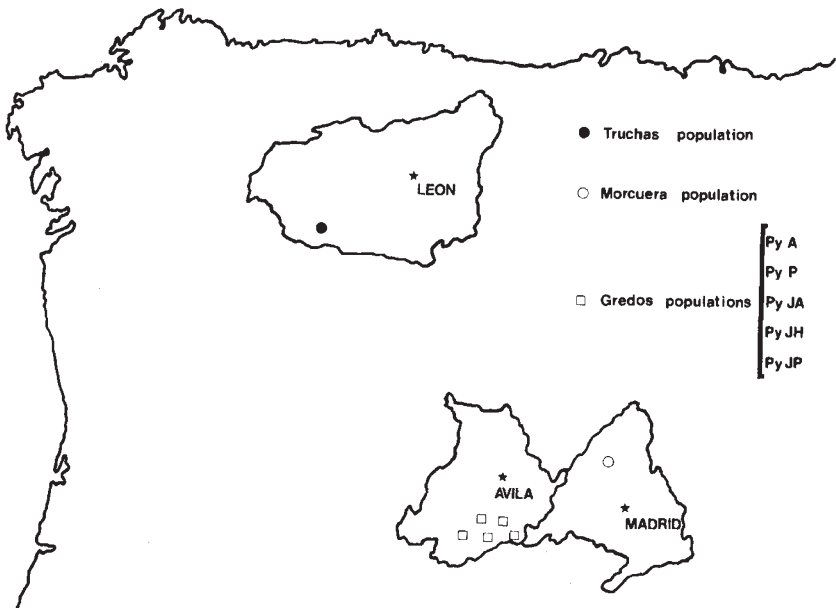 Truchas population
LEON
Morcuera population
Py A
Py P
Gredos populations
Py JA
Py JH
Py JP
AVILA
MADRID